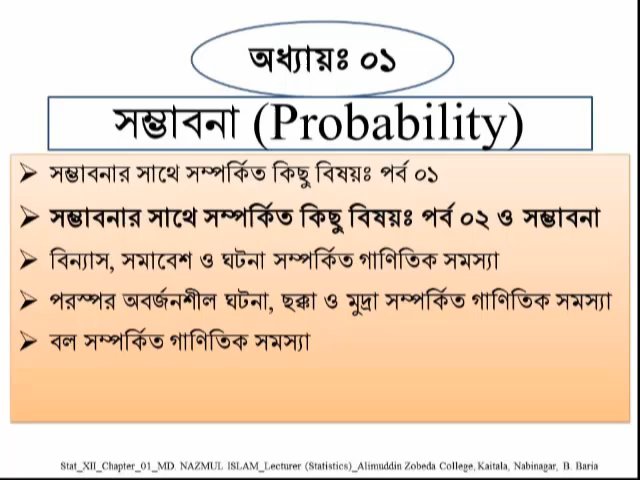 অধ্যায়ঃ ০১
সম্ভাবনা (Probability)
➢ সম্ভাবনার সাথে সম্পর্কিত কিছু বিষয়ঃ পর্ব ০১
➢ সম্ভাবনার সাথে সম্পর্কিত কিছু বিষয়ঃ পর্ব ০২ ও সম্ভাবনা
➢ বিন্যাস, সমাবেশ ও ঘটনা সম্পর্কিত গাণিতিক সমস্যা
➢ পরস্পর অবর্জনশীল ঘটনা, ছক্কা ও মুদ্রা সম্পর্কিত গাণিতিক সমস্যা
➢ বল সম্পর্কিত গাণিতিক সমস্যা
Stat_XII_Chapter_01_MD. NAZMUL ISLAM_Lecturer (Statistics)_Alimuddin Zobeda College, Kaitala, Nabinagar, B. Baria